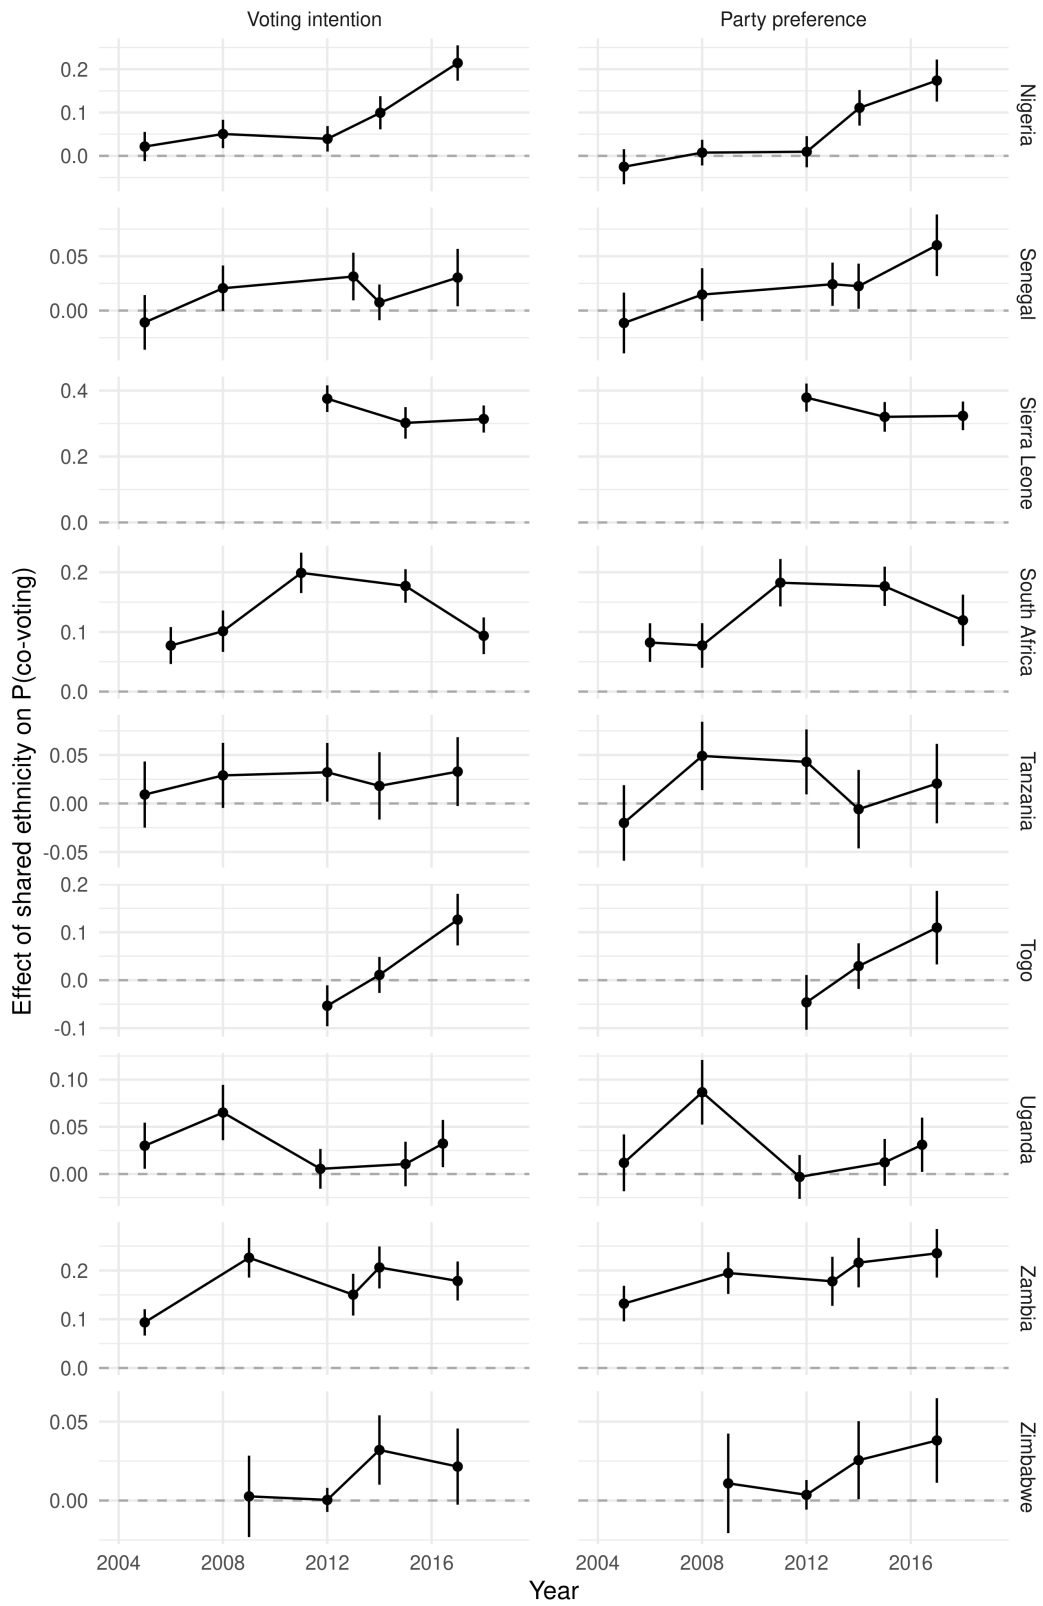 Voting intention
Party preference
Effect of shared ethnicity on P(co-voting)
0.2
0.1
0.0
Nigeria
0.05
0.00
Senegal
0.4
0.2
0.0
Sierra Leone
0.2
0.1
0.0
South Africa
0.05
0.00
-0.05
Tanzania
0.2
0.1
0.0
-0.1
Togo
0.10
0.05
0.00
Uganda
0.2
0.1
0.0
Zambia
0.05
0.00
Zimbabwe
2004 2008 2012 2016
2004 2008 2012 2016
Year